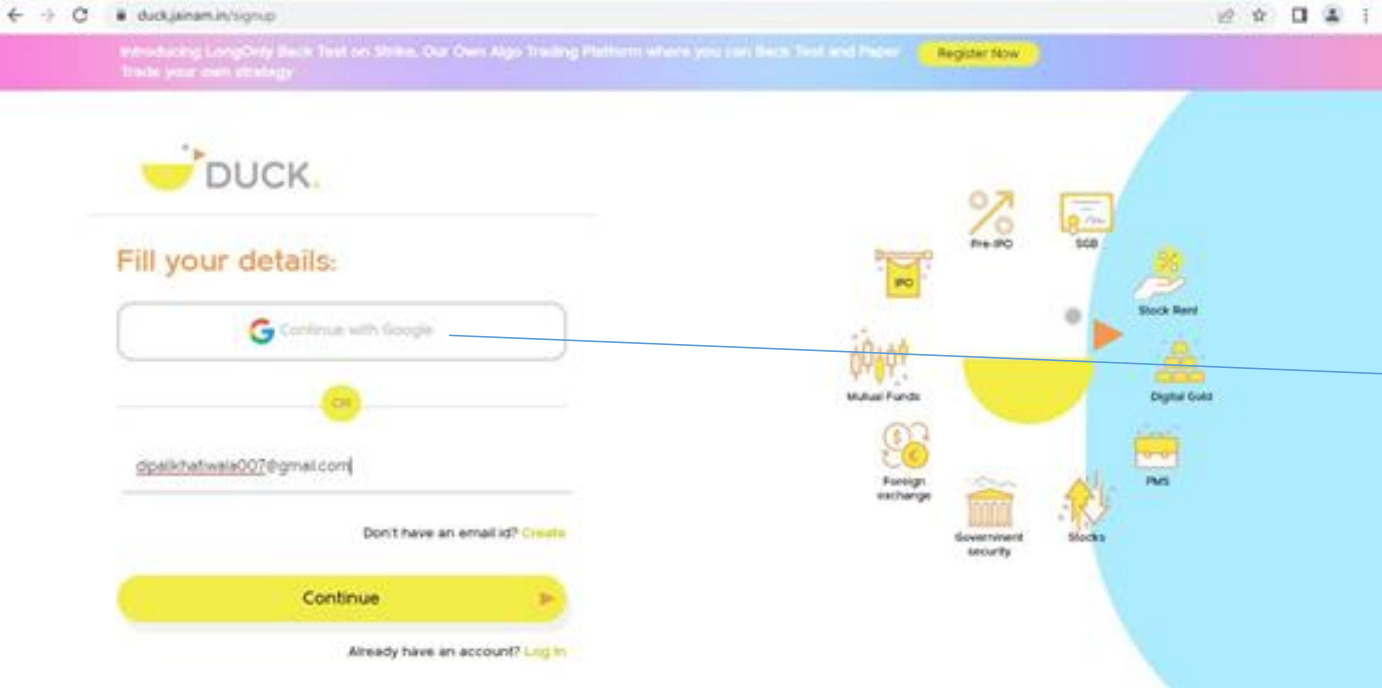 duck.jainam.in/signup
Introducing LongOnly Back Test on Strike. Our Own Algo Trading Platform where you can Back Test and Paper
Trade your own strategy
Register Now
DUCK.
Fill your details:
Continue with Google
OR
dipalikhatiwala007@gmail.com
Don't have an email id? Create
Continue
Already have an account? Log In
Pre-IPO
SGB
IPO
Stock Rent
Mutual Funds
Digital Gold
Foreign
exchange
PMS
Government
security
Stocks